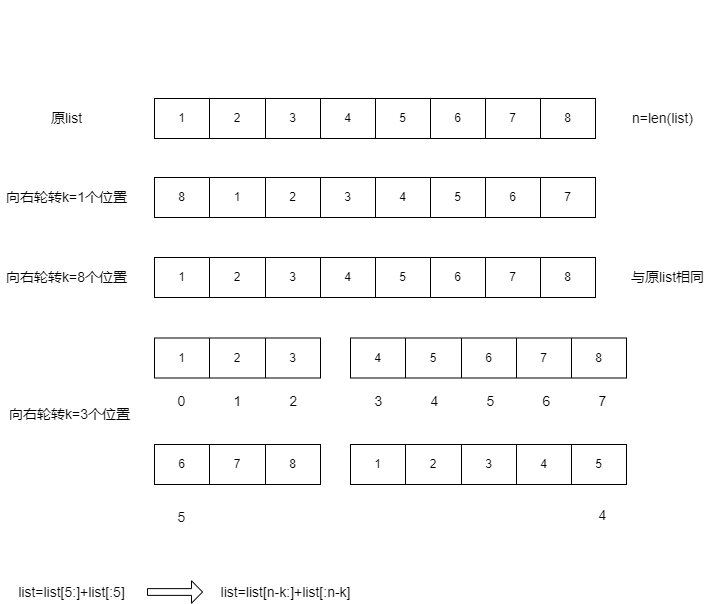 原list 1 2 3 4 5 6 7 8 n=len(list)
向右轮转k=1个位置 8 1 2 3 4 5 6 7
向右轮转k=8个位置 1 2 3 4 5 6 7 8 与原list相同
1 2 3 4 5 6 7 8
0 1 2 3 4 5 6 7
向右轮转k=3个位置
6 7 8 1 2 3 4 5
5 4
list=list[5:]+list[:5] list=list[n-k:]+list[:n-k]